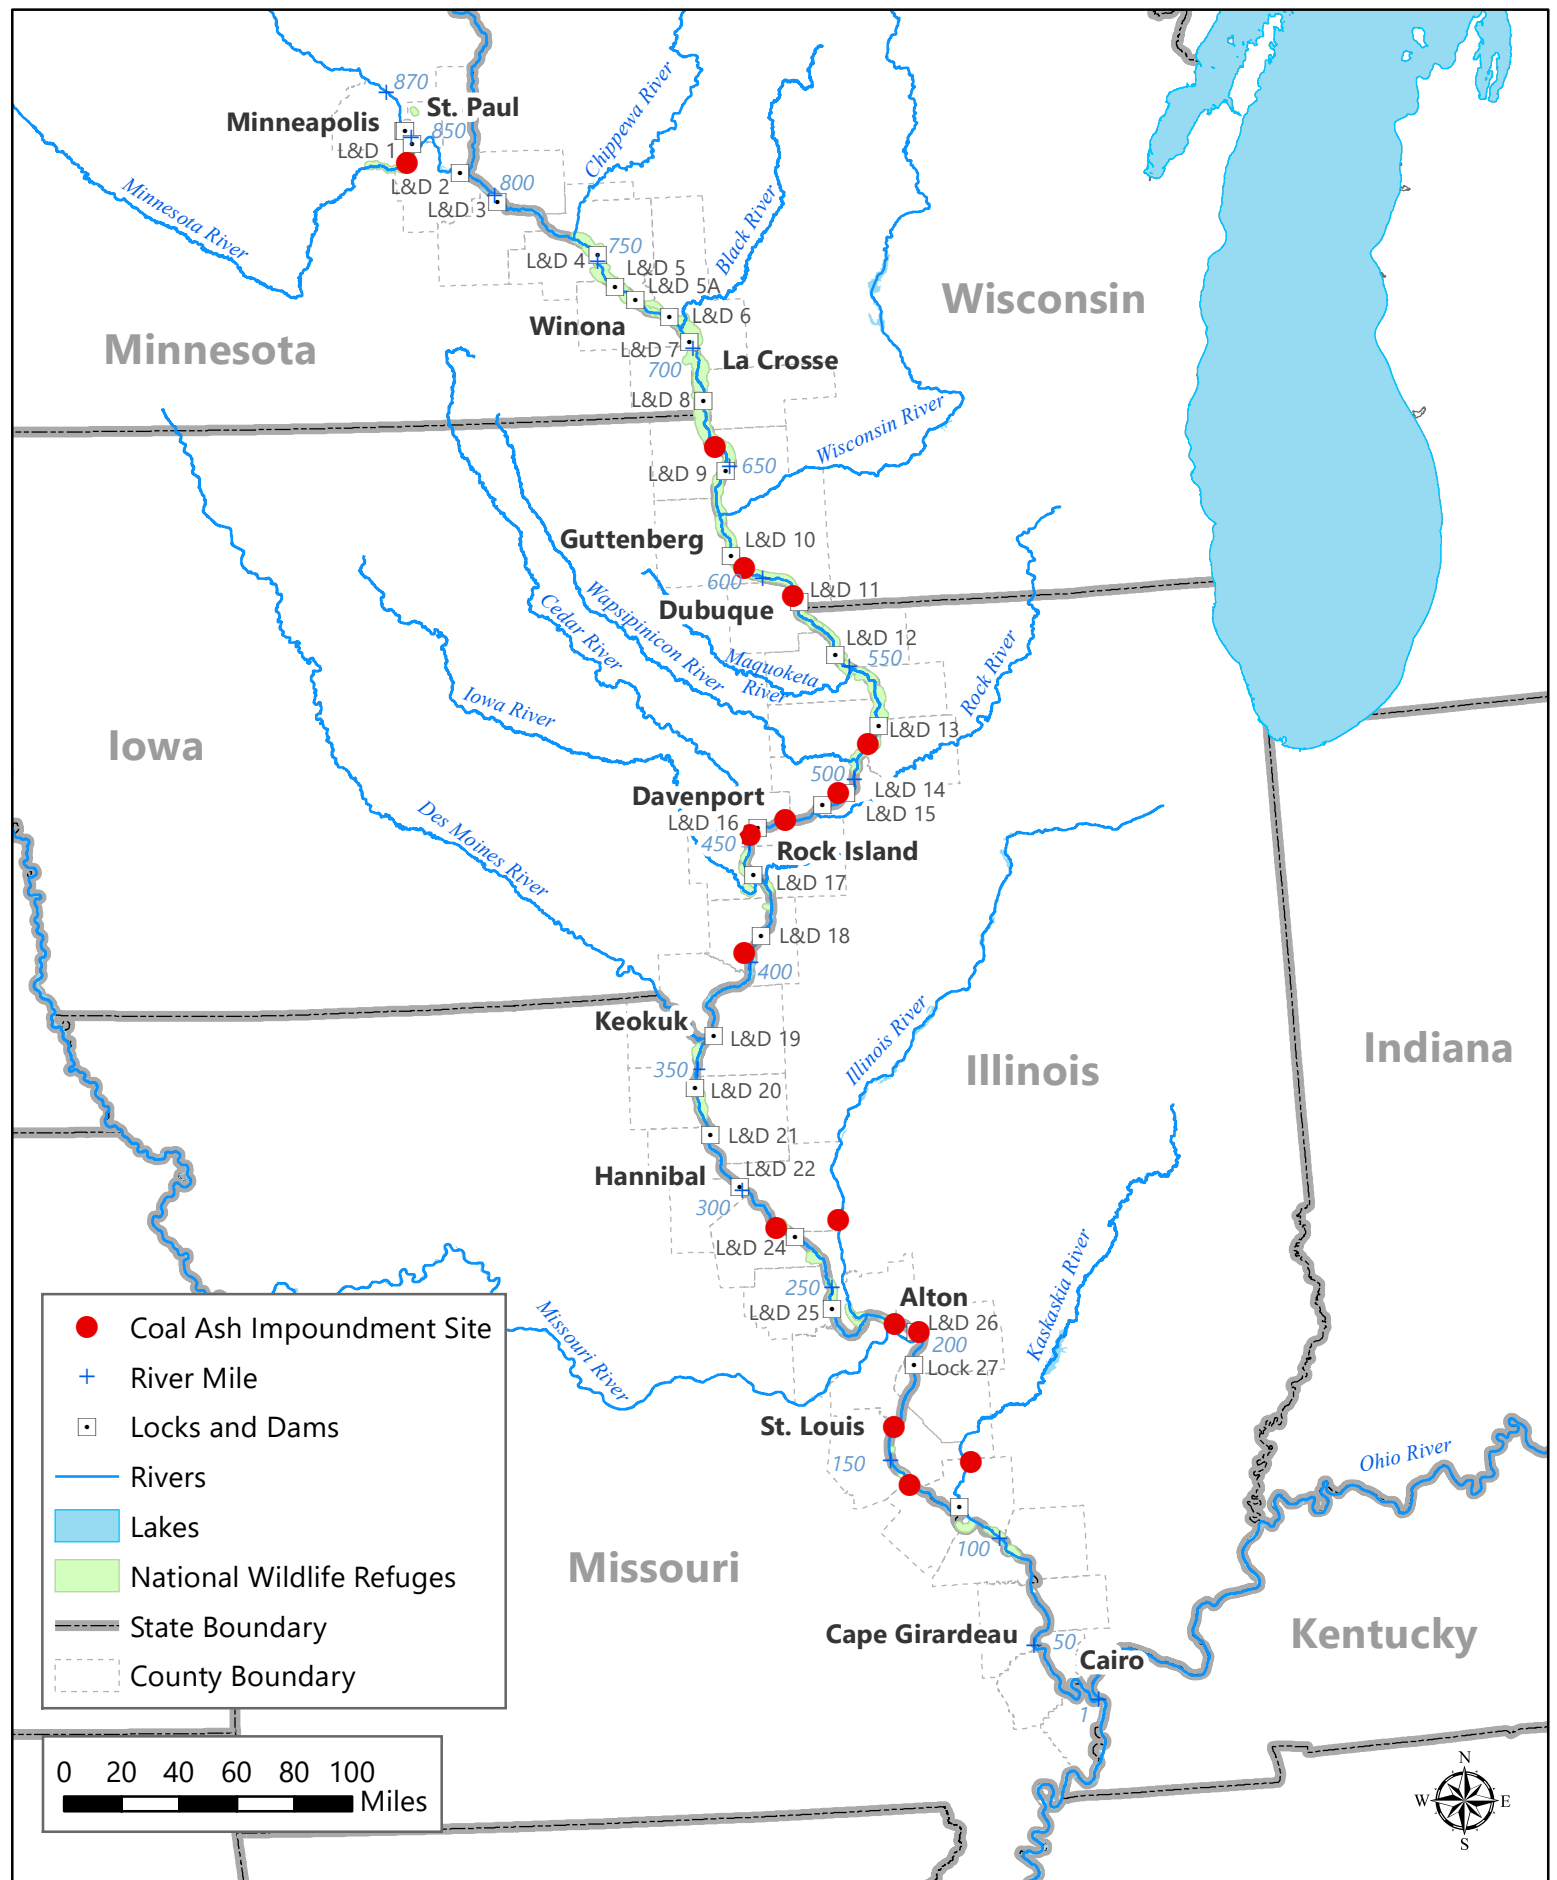 870
St. Paul
Minneapolis
850
L&D 1
Chippewa River
L&D 2
800
L&D 3
Minnesota River
Black River
750
L&D 4
L&D 5
L&D 5A
Wisconsin
L&D 6
Winona
Minnesota
L&D 7
La Crosse
700
L&D 8
Wisconsin River
650
L&D 9
Guttenberg
L&D 10
600
L&D 11
Dubuque
Wapsipinicon River
Cedar River
L&D 12
550
Maquoketa
River
Rock River
Iowa River
L&D 13
Iowa
500
L&D 14
Davenport
L&D 15
L&D 16
450
Rock Island
Des Moines River
L&D 17
L&D 18
400
Keokuk
L&D 19
Illinois River
Indiana
350
Illinois
L&D 20
L&D 21
L&D 22
Hannibal
300
L&D 24
Kaskaskia River
250
Alton
L&D 25
L&D 26
200
Missouri River
Lock 27
St. Louis
150
Ohio River
100
Missouri
Cape Girardeau
50
Kentucky
Cairo
1
Coal Ash Impoundment Site
River Mile
Locks and Dams
Rivers
Lakes
National Wildlife Refuges
State Boundary
County Boundary
0 20 40 60 80 100
Miles
N
W E
S